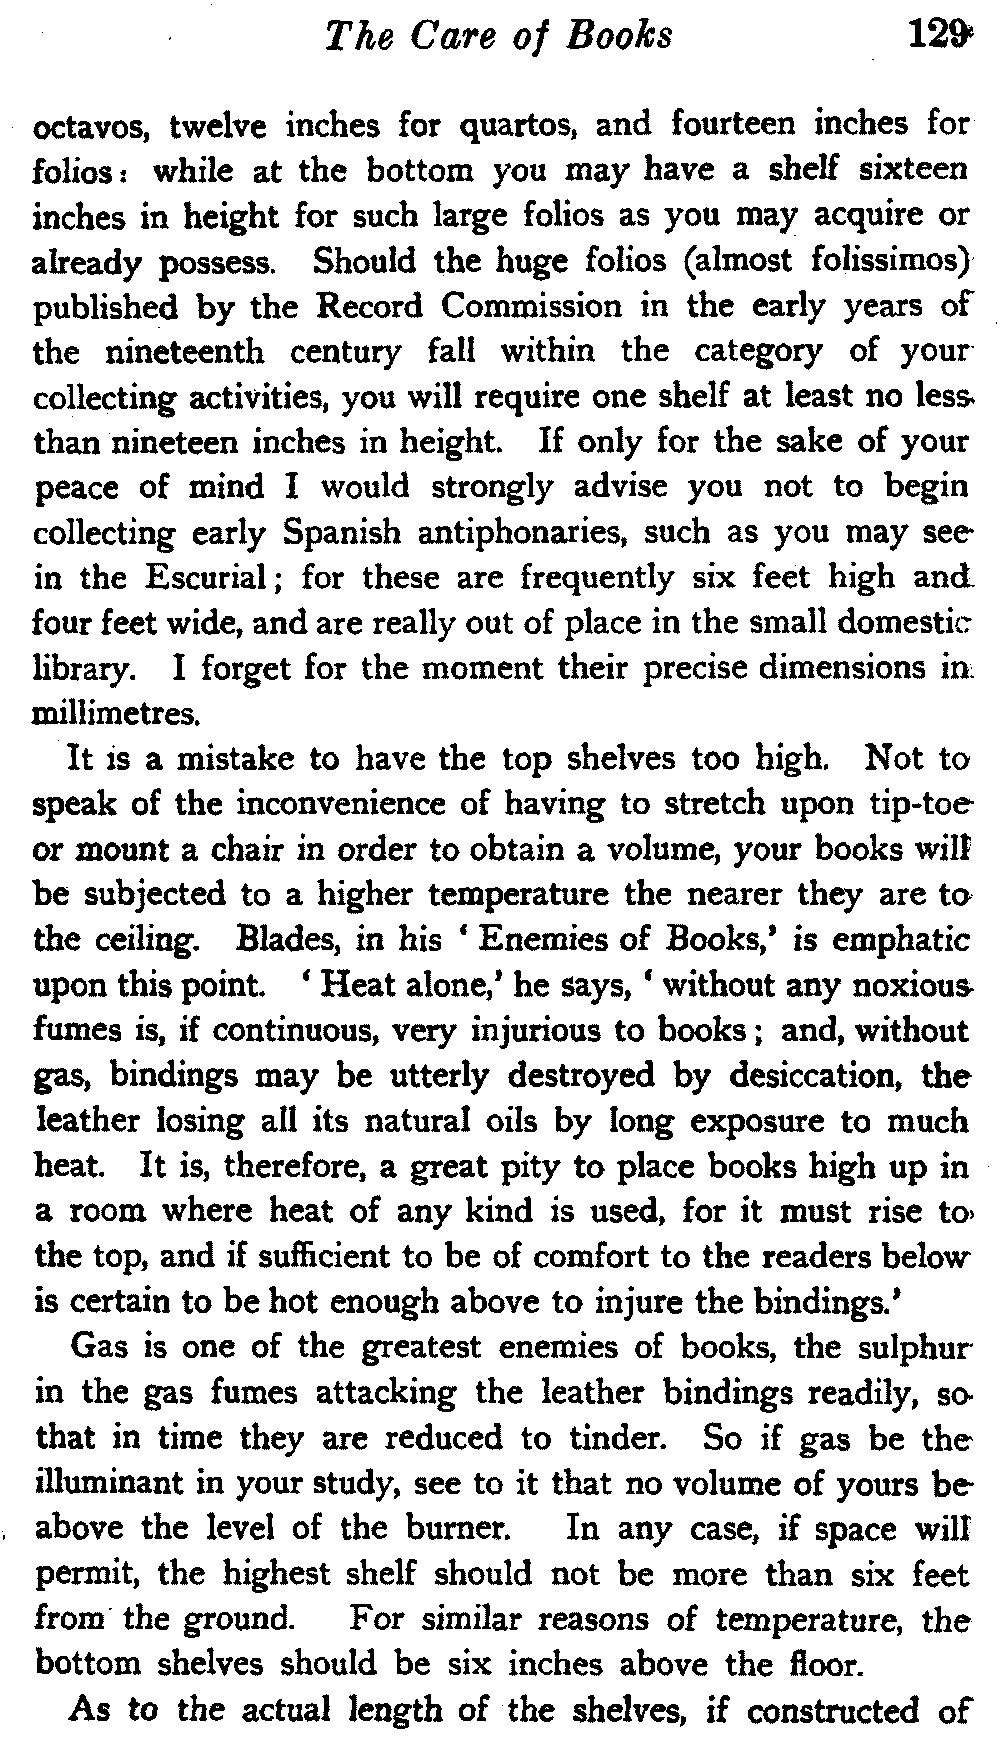 The Care of Books 129
octavos, twelve inches for quartos, and fourteen inches for
folios: while at the bottom you may have a shelf sixteen
inches in height for such large folios as you may acquire or
already possess. Should the huge folios (almost folissimos)
published by the Record Commission in the early years of
the nineteenth century fall within the category of your
collecting activities, you will require one shelf at least no less
than nineteen inches in height. If only for the sake of your
peace of mind I would strongly advise you not to begin
collecting early Spanish antiphonaries, such as you may see
in the Escurial; for these are frequently six feet high and
four feet wide, and are really out of place in the small domestic
library. I forget for the moment their precise dimensions in
millimetres.
It is a mistake to have the top shelves too high. Not to
speak of the inconvenience of having to stretch upon tip-toe
or mount a chair in order to obtain a volume, your books will
be subjected to a higher temperature the nearer they are to
the ceiling. Blades, in his ‘Enemies of Books,’ is emphatic
upon this point. ‘Heat alone,’ he says, ‘without any noxious
fumes is, if continuous, very injurious to books; and, without
gas, bindings may be utterly destroyed by desiccation, the
leather losing all its natural oils by long exposure to much
heat. It is, therefore, a great pity to place books high up in
a room where heat of any kind is used, for it must rise to
the top, and if sufficient to be of comfort to the readers below
is certain to be hot enough above to injure the bindings.’
Gas is one of the greatest enemies of books, the sulphur
in the gas fumes attacking the leather bindings readily, so
that in time they are reduced to tinder. So if gas be the
illuminant in your study, see to it that no volume of yours be
above the level of the burner. In any case, if space will
permit, the highest shelf should not be more than six feet
from the ground. For similar reasons of temperature, the
bottom shelves should be six inches above the floor.
As to the actual length of the shelves, if constructed of